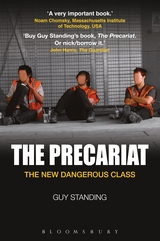 'A very important book.'
Noam Chomsky, Massachusetts Institute
of Technology, USA
'Buy Guy Standing's book, The Precariat.
Or nick/borrow it.'
John Harris, The Guardian
THE PRECARIAT
THE NEW DANGEROUS CLASS
GUY STANDING
BLOOMSBURY